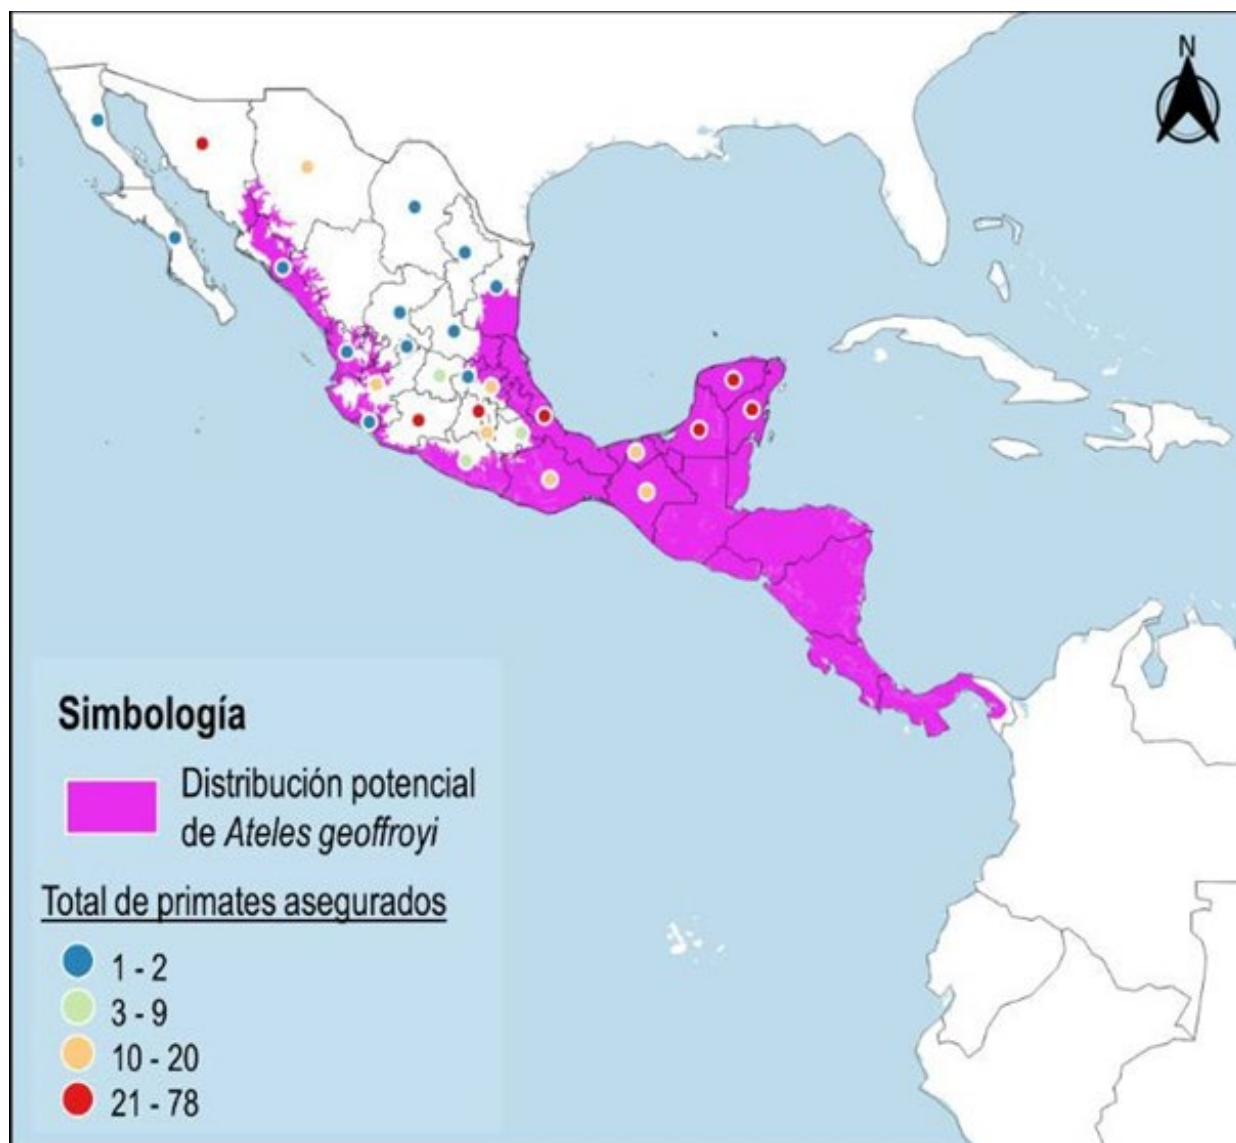 N
Simbología
Distribución potencial
de Ateles geoffroyi
Total de primates asegurados
1 - 2
3 - 9
10 - 20
21 - 78